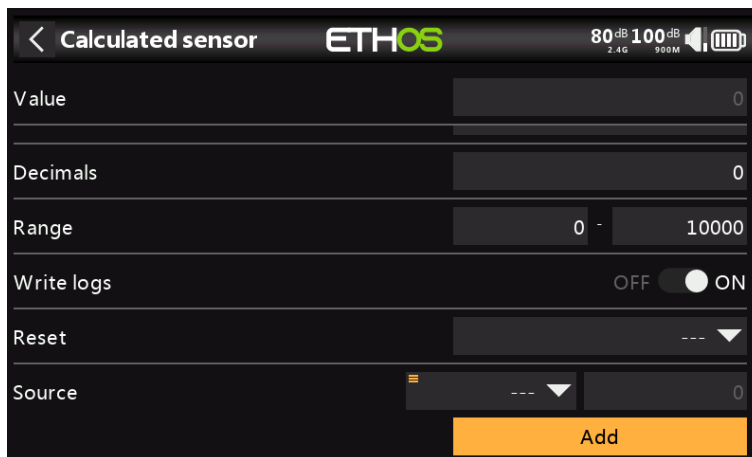 Calculated sensor ETHOS 80dB 2.4G 100dB 900M
Value 0
Decimals 0
Range 0 - 10000
Write logs OFF ON
Reset ---
Source --- 0
Add